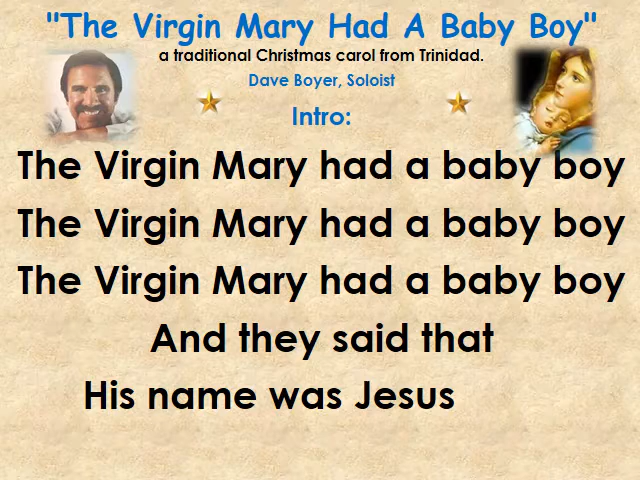 "The Virgin Mary Had A Baby Boy"
a traditional Christmas carol from Trinidad.
Dave Boyer, Soloist
Intro:
The Virgin Mary had a baby boy
The Virgin Mary had a baby boy
The Virgin Mary had a baby boy
And they said that
His name was Jesus